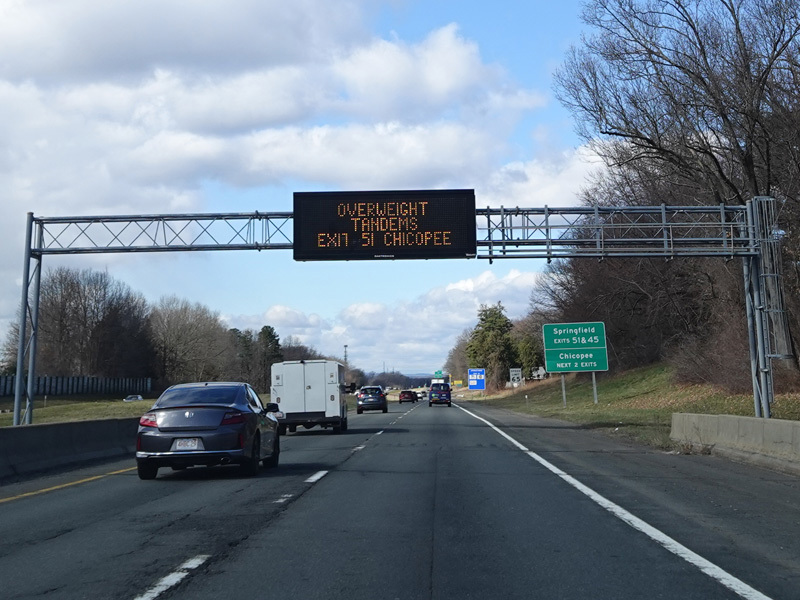 OVERWEIGHT
TANDEMS
EXIT 51 CHICOPEE
Springfield
EXITS 51&45
Chicopee
NEXT 2 EXITS